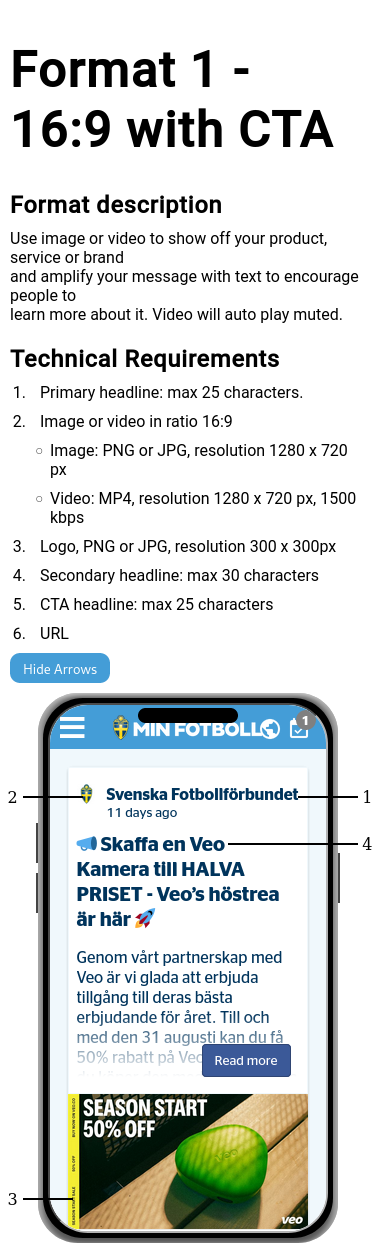 Format 1 -
16:9 with CTA
Format description
Use image or video to show off your product,
service or brand
and amplify your message with text to encourage
people to
learn more about it. Video will auto play muted.
Technical Requirements
1. Primary headline: max 25 characters.
2. Image or video in ratio 16:9
○ Image: PNG or JPG, resolution 1280 x 720
px
○ Video: MP4, resolution 1280 x 720 px, 1500
kbps
3. Logo, PNG or JPG, resolution 300 x 300px
4. Secondary headline: max 30 characters
5. CTA headline: max 25 characters
6. URL
Hide Arrows
MIN FOTBOLL 1
2 Svenska Fotbollförbundet 1
11 days ago
📣 Skaffa en Veo 4
Kamera till HALVA
PRISET - Veo’s höstrea
är här 🚀
Genom vårt partnerskap med
Veo är vi glada att erbjuda
tillgång till deras bästa
erbjudande för året. Till och
med den 31 augusti kan du få
50% rabatt på Veo
Read more
SEASON START
50% OFF
50% OFF
veo
3